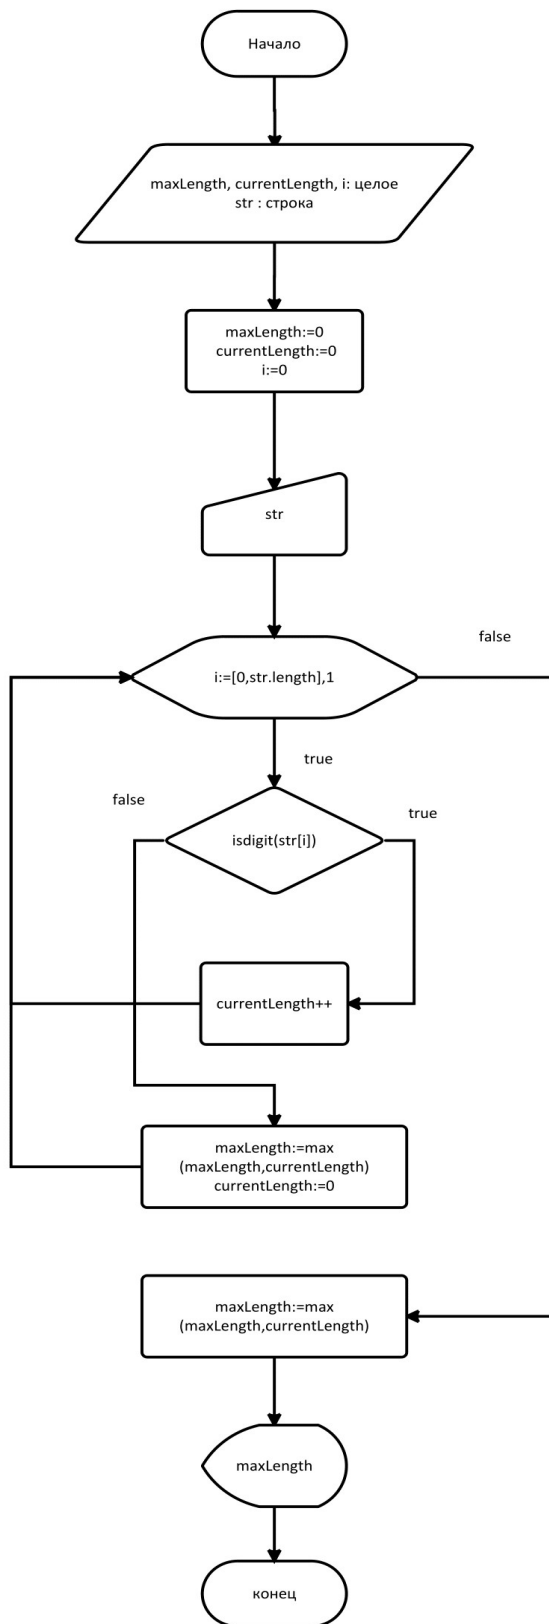 Начало
maxLength, currentLength, i: целое
str : строка
maxLength:=0
currentLength:=0
i:=0
str
false
i:=[0,str.length],1
true
false
true
isdigit(str[i])
currentLength++
maxLength:=max
(maxLength,currentLength)
currentLength:=0
maxLength:=max
(maxLength,currentLength)
maxLength
конец